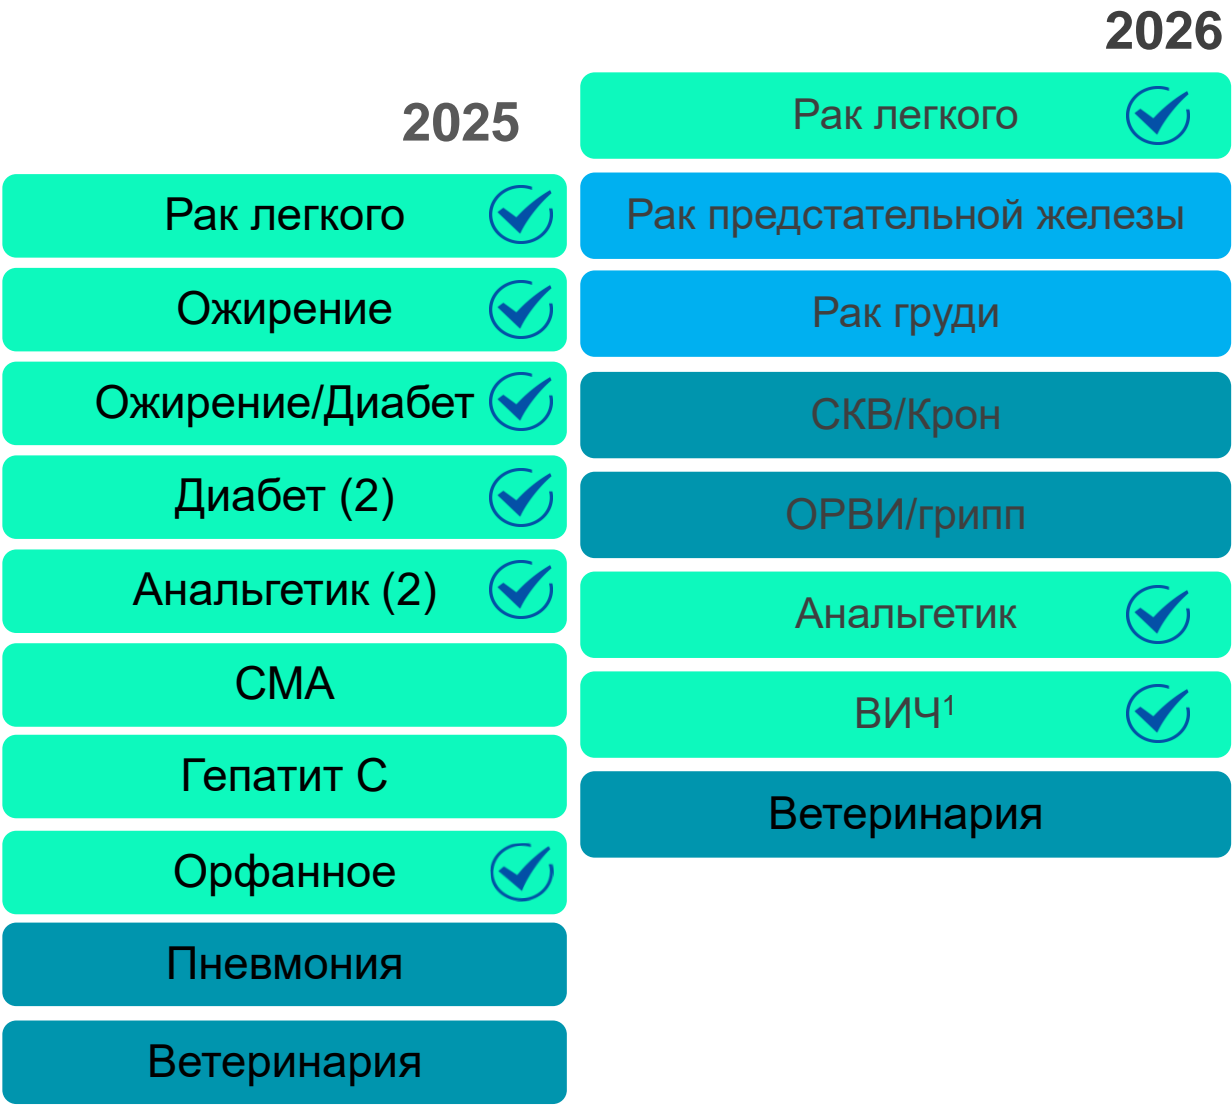 2025
Рак легкого
Ожирение
Ожирение/Диабет
Диабет (2)
Анальгетик (2)
СМА
Гепатит С
Орфанное
Пневмония
Ветеринария
2026
Рак легкого
Рак предстательной железы
Рак груди
СКВ/Крон
ОРВИ/грипп
Анальгетик
ВИЧ¹
Ветеринария